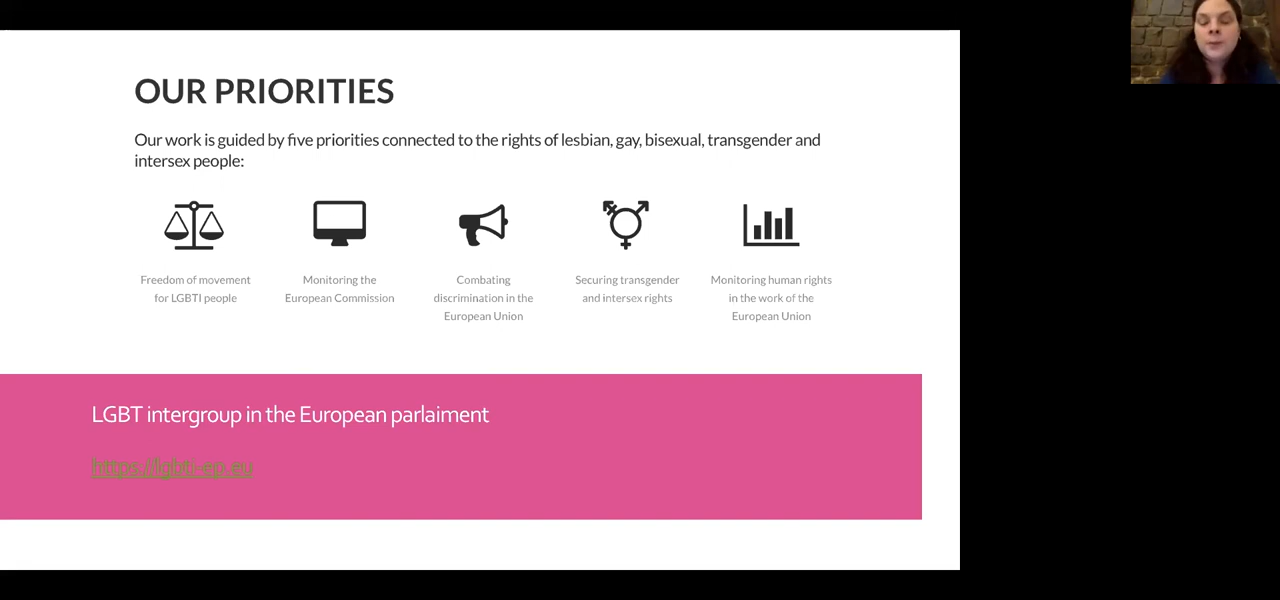 OUR PRIORITIES
Our work is guided by five priorities connected to the rights of lesbian, gay, bisexual, transgender and
intersex people:
Freedom of movement
for LGBTI people
Monitoring the
European Commission
Combating
discrimination in the
European Union
Securing transgender
and intersex rights
Monitoring human rights
in the work of the
European Union
LGBT intergroup in the European parlaiment
https://lgbti-ep.eu